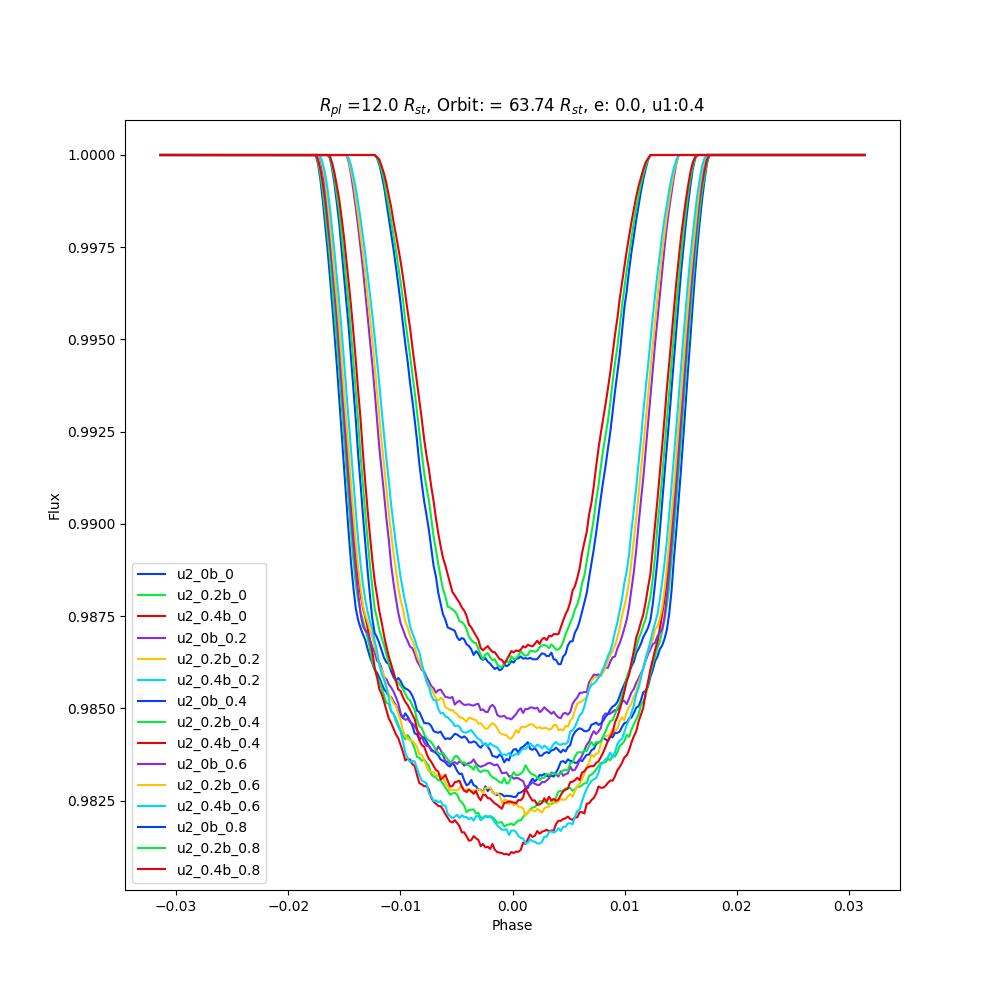 R_pl =12.0 R_st, Orbit: = 63.74 R_st, e: 0.0, u1:0.4
1.0000
0.9975
0.9950
0.9925
0.9900
0.9875
0.9850
0.9825
Flux
u2_0b_0
u2_0.2b_0
u2_0.4b_0
u2_0b_0.2
u2_0.2b_0.2
u2_0.4b_0.2
u2_0b_0.4
u2_0.2b_0.4
u2_0.4b_0.4
u2_0b_0.6
u2_0.2b_0.6
u2_0.4b_0.6
u2_0b_0.8
u2_0.2b_0.8
u2_0.4b_0.8
−0.03 −0.02 −0.01 0.00 0.01 0.02 0.03
Phase